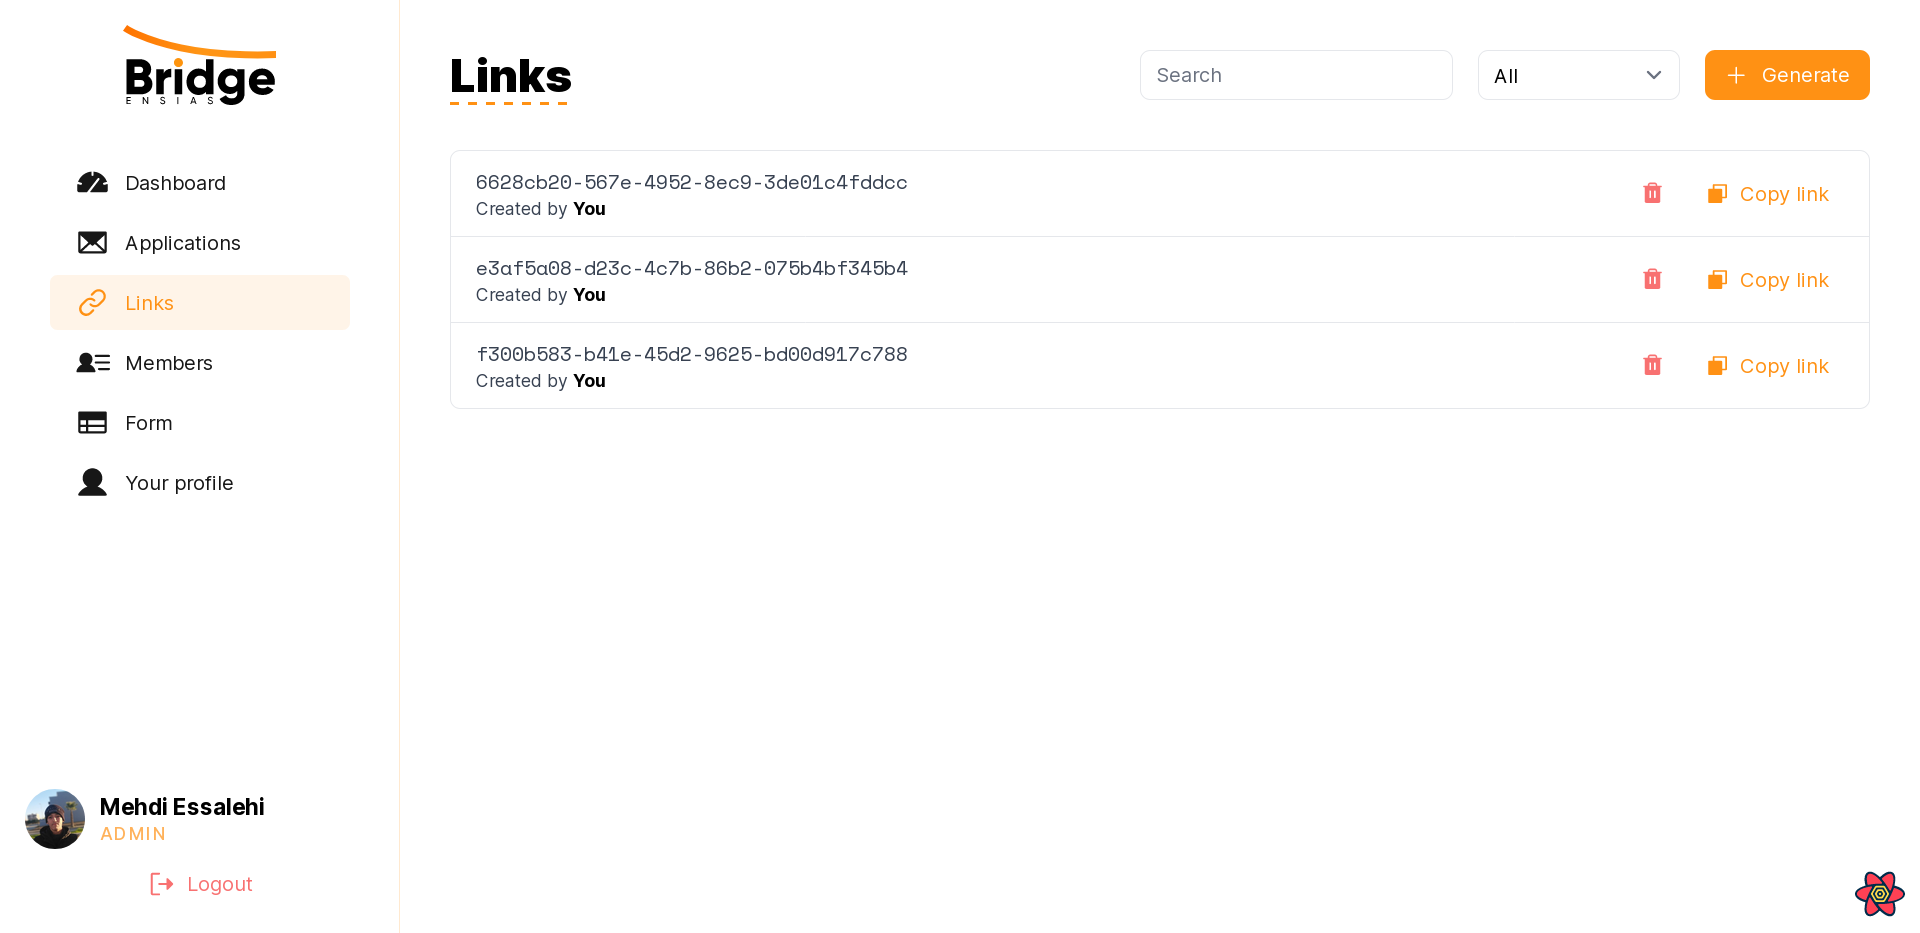 Bridge
ENSIAS
Dashboard
Applications
Links
Members
Form
Your profile
Mehdi Essalehi
ADMIN
Logout
Links
Search
All
Generate
6628cb20-567e-4952-8ec9-3de01c4fddcc
Created by You
Copy link
e3af5a08-d23c-4c7b-86b2-075b4bf345b4
Created by You
Copy link
f300b583-b41e-45d2-9625-bd00d917c788
Created by You
Copy link